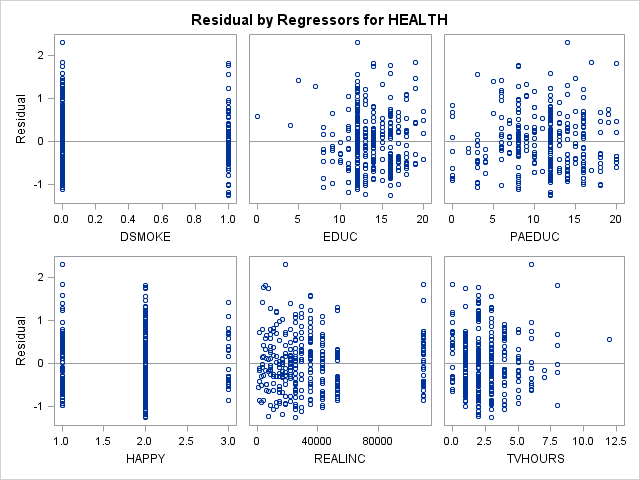 Residual by Regressors for HEALTH
Residual
2
1
0
-1
0.0 0.2 0.4 0.6 0.8 1.0
DSMOKE
0 5 10 15 20
EDUC
0 5 10 15 20
PAEDUC
Residual
2
1
0
-1
1.0 1.5 2.0 2.5 3.0
HAPPY
0 40000 80000
REALINC
0.0 2.5 5.0 7.5 10.0 12.5
TVHOURS